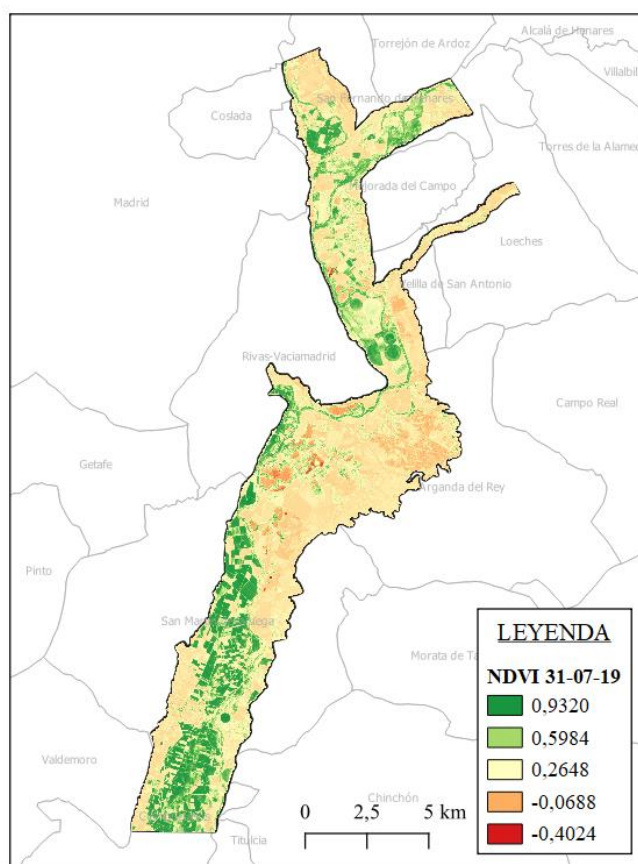 Alcalá de Henares
Torrejón de Ardoz
Villalbil
San Fernando de Henares
Coslada
Torres de la Alamed
Mejorada del Campo
Madrid
Loeches
Velilla de San Antonio
Rivas-Vaciamadrid
Campo Real
Getafe
Arganda del Rey
Pinto
San Martín de la Vega
LEYENDA
NDVI 31-07-19
0,9320
0,5984
0,2648
-0,0688
-0,4024
Morata de Ta
Valdemoro
Chinchón
0 2,5 5 km
Titulcia